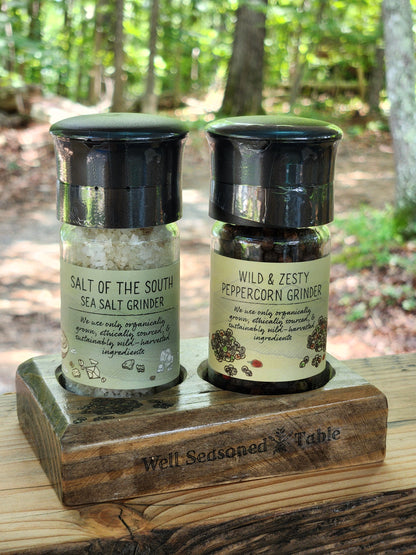 SALT OF THE SOUTH
SEA SALT GRINDER
We use only organically
grown, ethically sourced, &
sustainably wild-harvested
ingredients
WILD & ZESTY
PEPPERCORN GRINDER
We use only organically
grown, ethically sourced, &
sustainably wild-harvested
ingredients
Well Seasoned Table